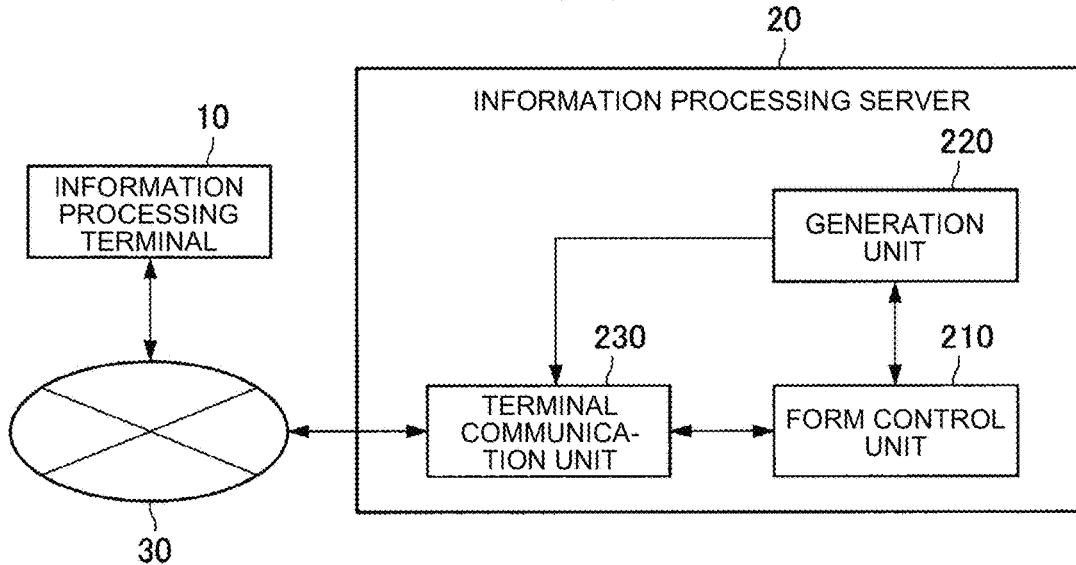 20
INFORMATION PROCESSING SERVER
10
INFORMATION
PROCESSING
TERMINAL
220
GENERATION
UNIT
230
TERMINAL
COMMUNICA-
TION UNIT
210
FORM CONTROL
UNIT
30